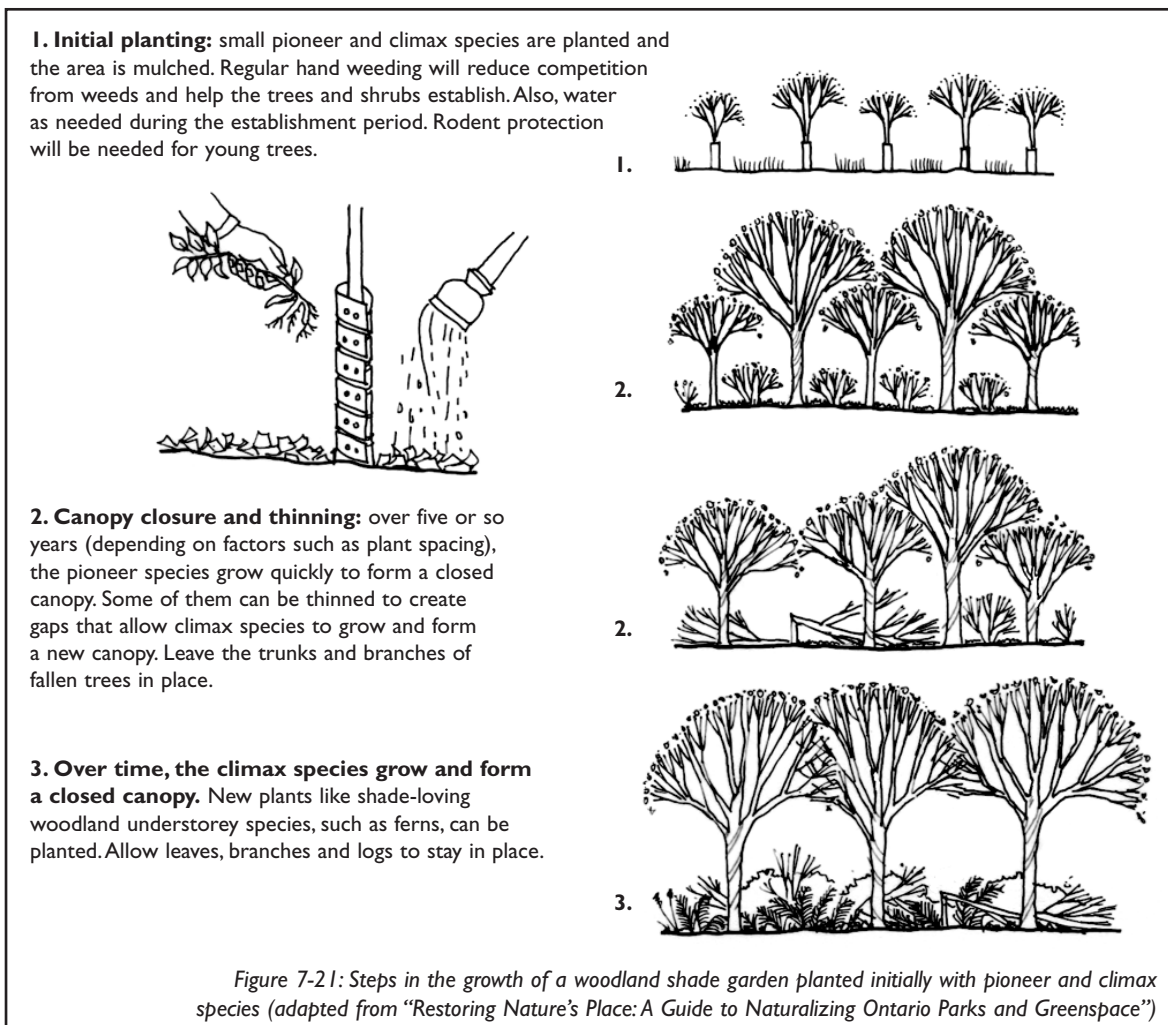 1. Initial planting: small pioneer and climax species are planted and
the area is mulched. Regular hand weeding will reduce competition
from weeds and help the trees and shrubs establish. Also, water
as needed during the establishment period. Rodent protection
will be needed for young trees.
1.
2.
2. Canopy closure and thinning: over five or so
years (depending on factors such as plant spacing),
the pioneer species grow quickly to form a closed
canopy. Some of them can be thinned to create
gaps that allow climax species to grow and form
a new canopy. Leave the trunks and branches of
fallen trees in place.
2.
3. Over time, the climax species grow and form
a closed canopy. New plants like shade-loving
woodland understorey species, such as ferns, can be
planted. Allow leaves, branches and logs to stay in place.
3.
Figure 7-21: Steps in the growth of a woodland shade garden planted initially with pioneer and climax
species (adapted from “Restoring Nature’s Place: A Guide to Naturalizing Ontario Parks and Greenspace”)